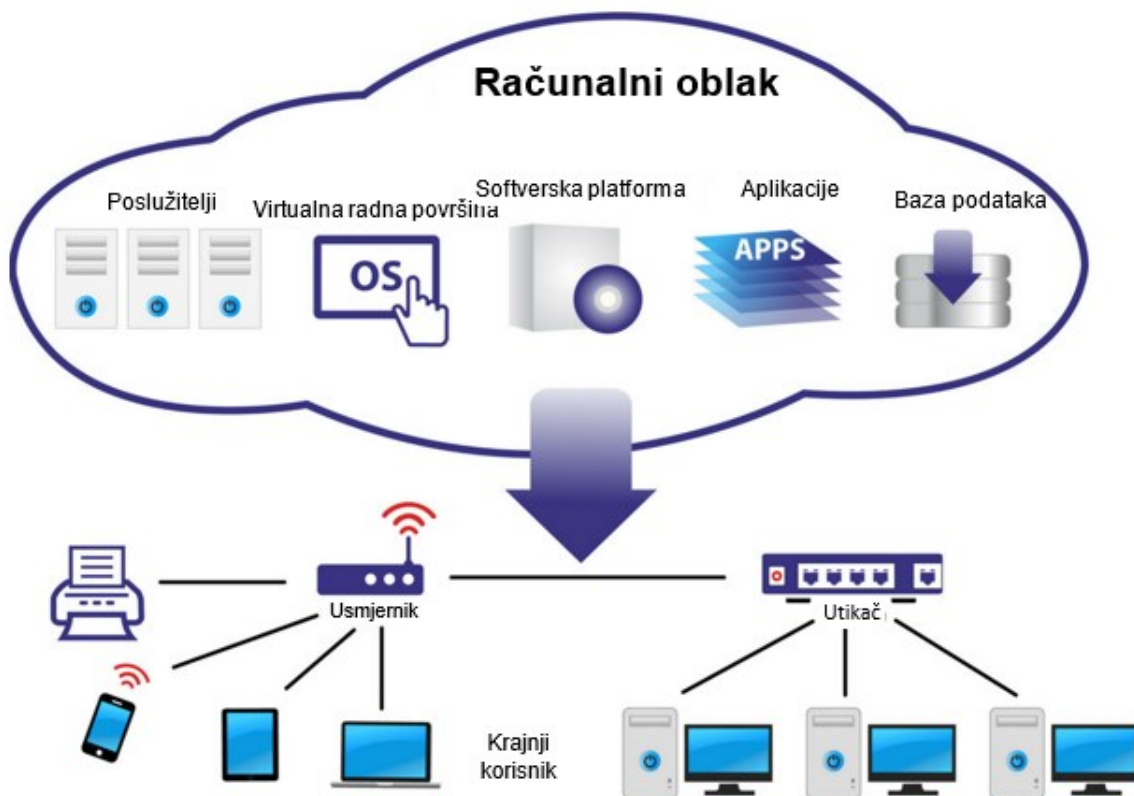 Računalni oblak
Poslužitelji
Virtualna radna površina
Softverska platforma
Aplikacije
Baza podataka
OS
APPS
Usmjernik
Utikač
Krajnji
korisnik